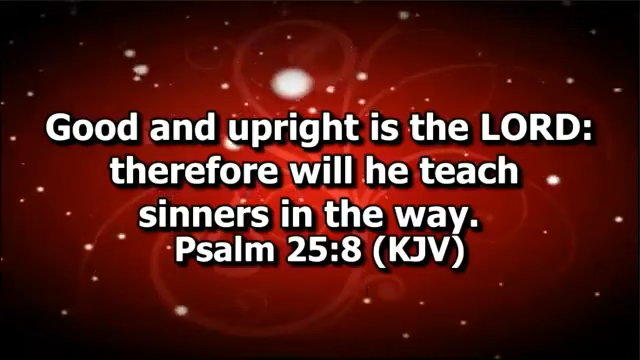 Good and upright is the LORD:
therefore will he teach
sinners in the way.
Psalm 25:8 (KJV)